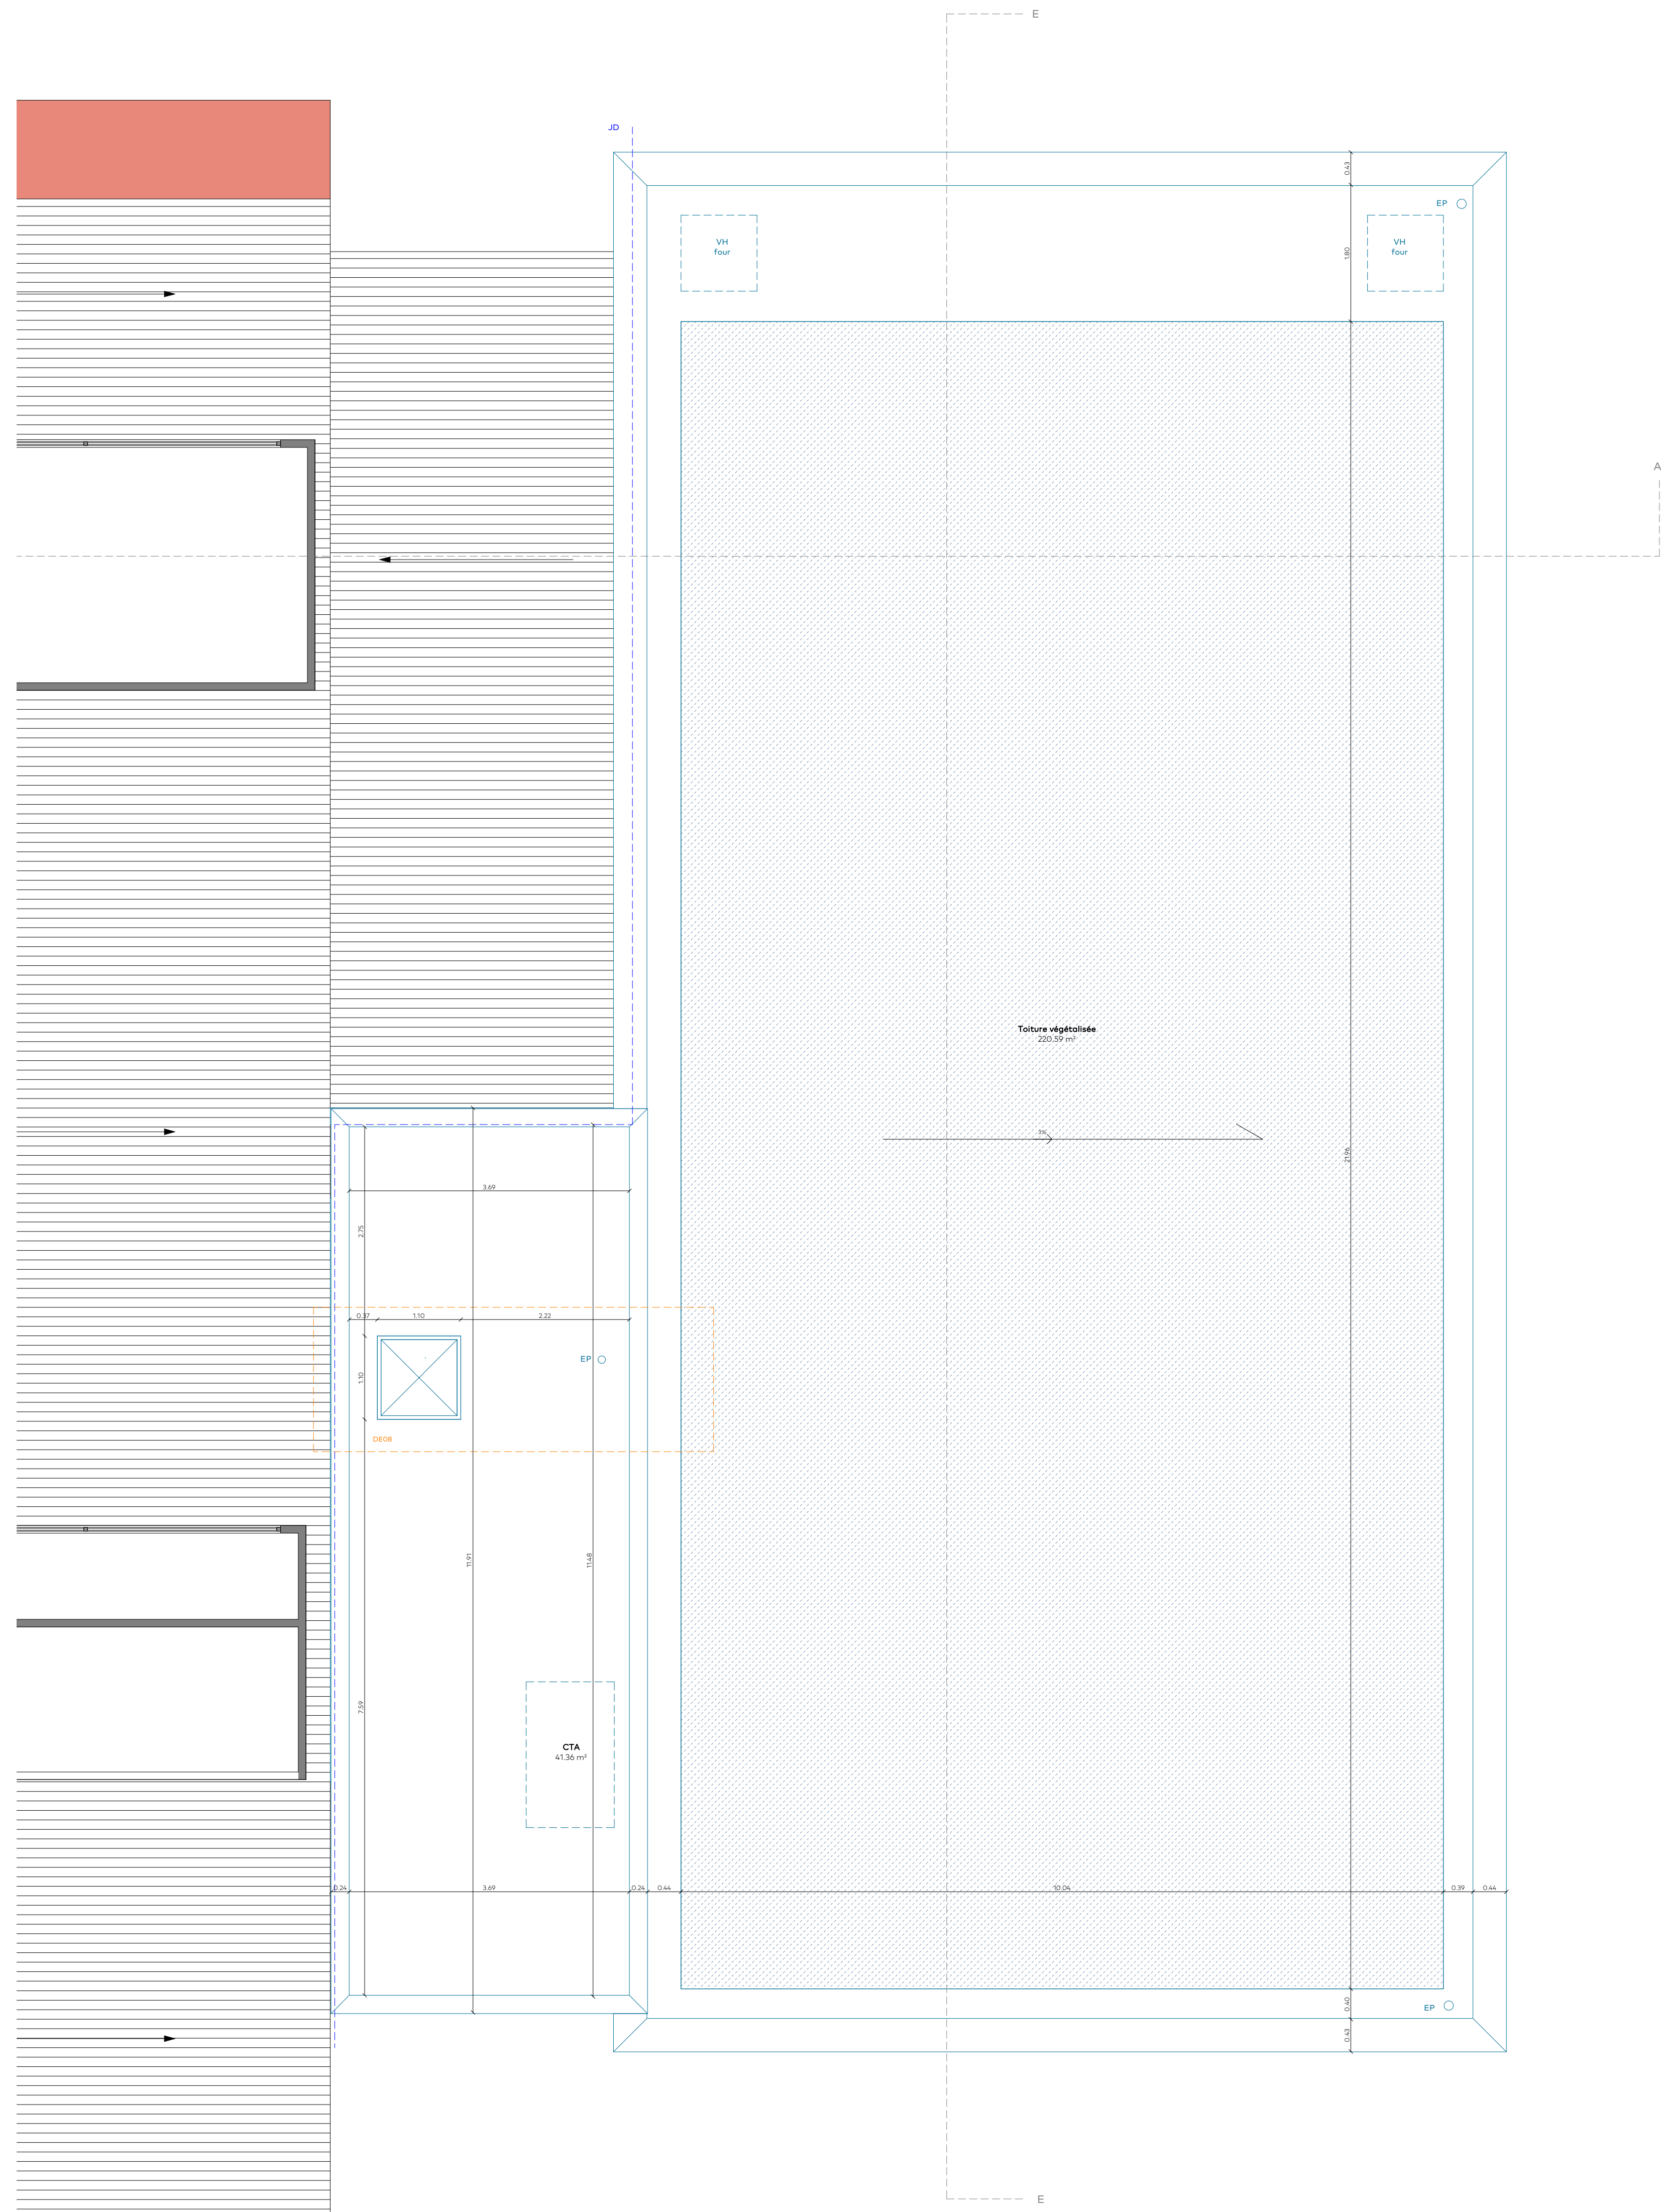 E
JD
0.43
EP
VH
four
VH
four
1.80
A
Toiture végétalisée
220.59 m²
3%
21.96
3.69
2.75
0.37
1.10
2.22
EP
1.10
DE08
11.91
11.48
7.59
CTA
41.36 m²
0.24
3.69
0.24
0.44
10.04
0.39
0.44
0.40
EP
0.43
E